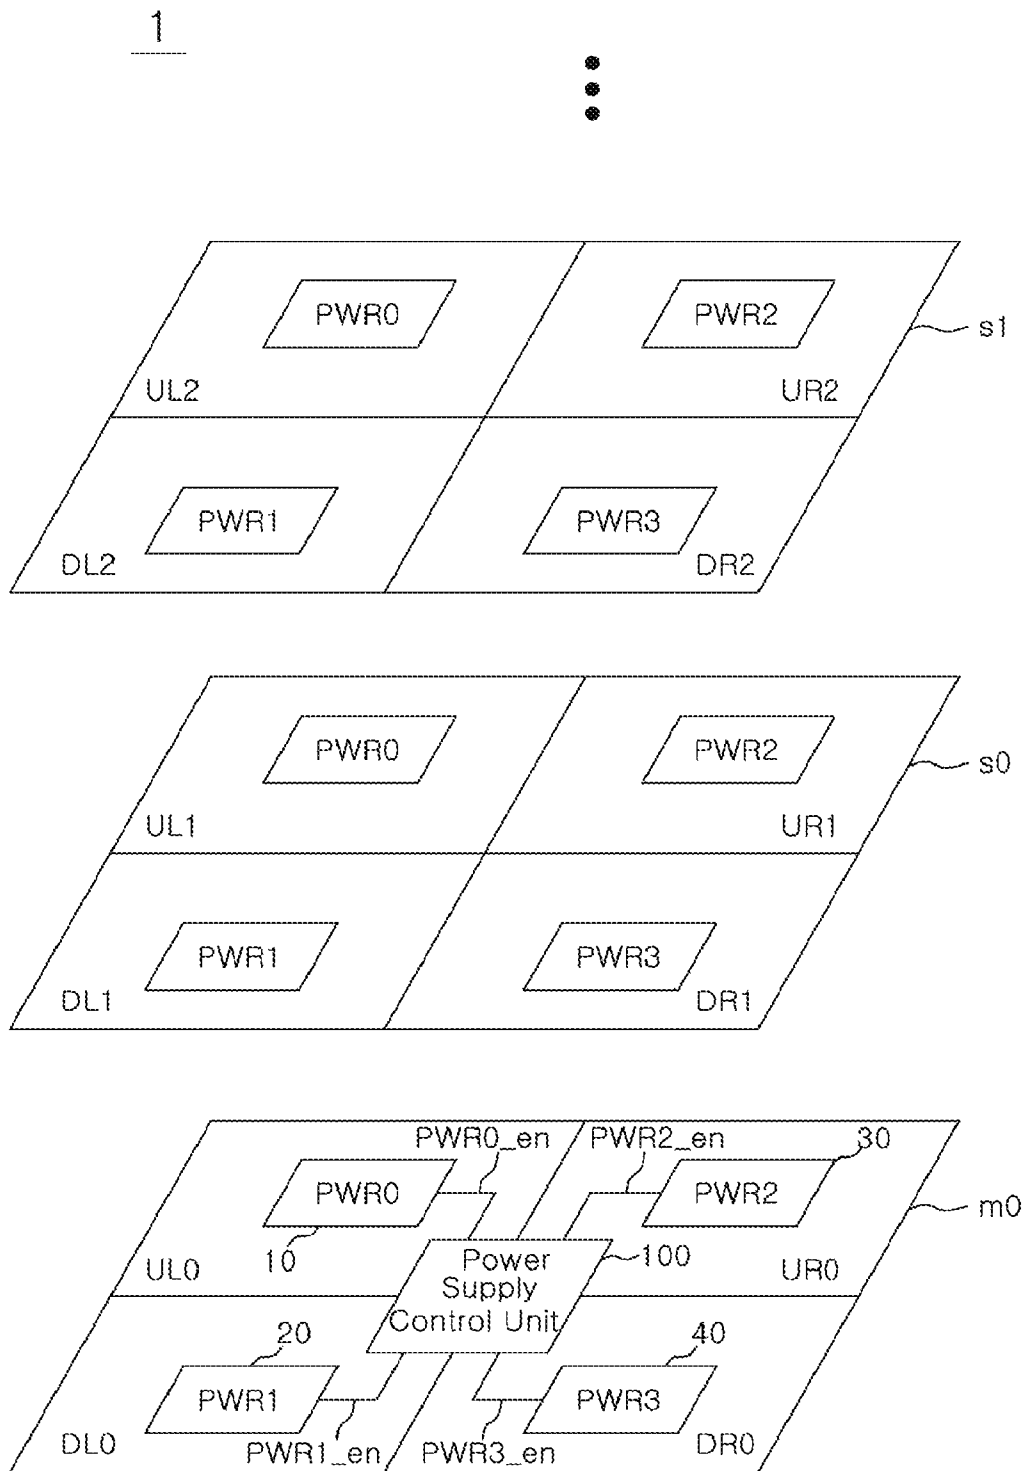 1
PWR0
PWR2
s1
UL2
UR2
PWR1
PWR3
DL2
DR2
PWR0
PWR2
s0
UL1
UR1
PWR1
PWR3
DL1
DR1
PWR0_en
PWR2_en
30
PWR0
PWR2
m0
10
Power
Supply
Control Unit
100
UL0
UR0
20
40
PWR1
PWR3
DL0
PWR1_en
PWR3_en
DR0